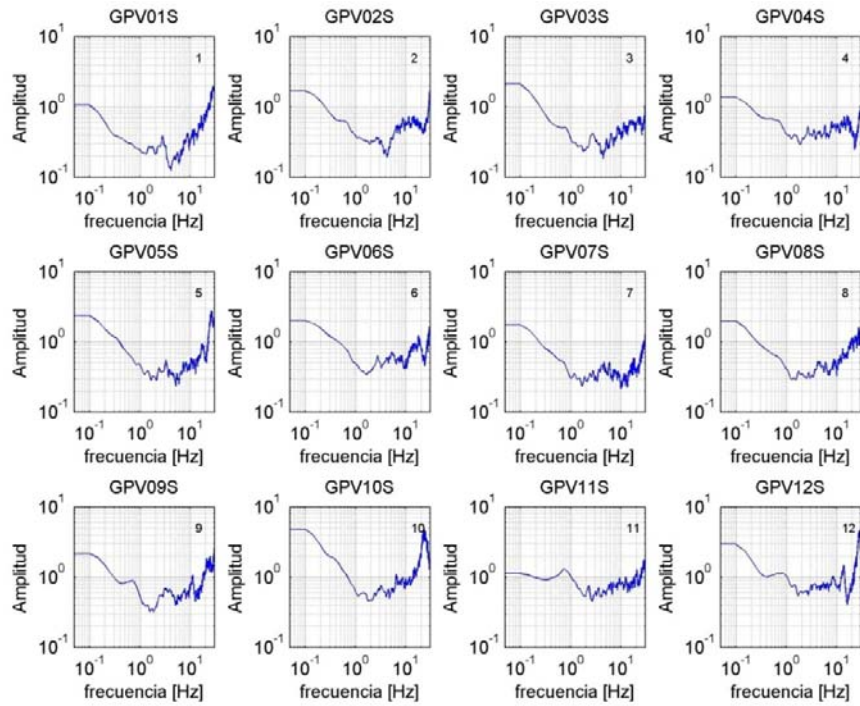 GPV01S GPV02S GPV03S GPV04S
10^1 10^1 10^1 10^1
1 2 3 4
Amplitud Amplitud Amplitud Amplitud
10^0 10^0 10^0 10^0
10^-1 10^-1 10^-1 10^-1
10^-1 10^0 10^1 10^-1 10^0 10^1 10^-1 10^0 10^1 10^-1 10^0 10^1
frecuencia [Hz] frecuencia [Hz] frecuencia [Hz] frecuencia [Hz]
GPV05S GPV06S GPV07S GPV08S
10^1 10^1 10^1 10^1
5 6 7 8
Amplitud Amplitud Amplitud Amplitud
10^0 10^0 10^0 10^0
10^-1 10^-1 10^-1 10^-1
10^-1 10^0 10^1 10^-1 10^0 10^1 10^-1 10^0 10^1 10^-1 10^0 10^1
frecuencia [Hz] frecuencia [Hz] frecuencia [Hz] frecuencia [Hz]
GPV09S GPV10S GPV11S GPV12S
10^1 10^1 10^1 10^1
9 10 11 12
Amplitud Amplitud Amplitud Amplitud
10^0 10^0 10^0 10^0
10^-1 10^-1 10^-1 10^-1
10^-1 10^0 10^1 10^-1 10^0 10^1 10^-1 10^0 10^1 10^-1 10^0 10^1
frecuencia [Hz] frecuencia [Hz] frecuencia [Hz] frecuencia [Hz]